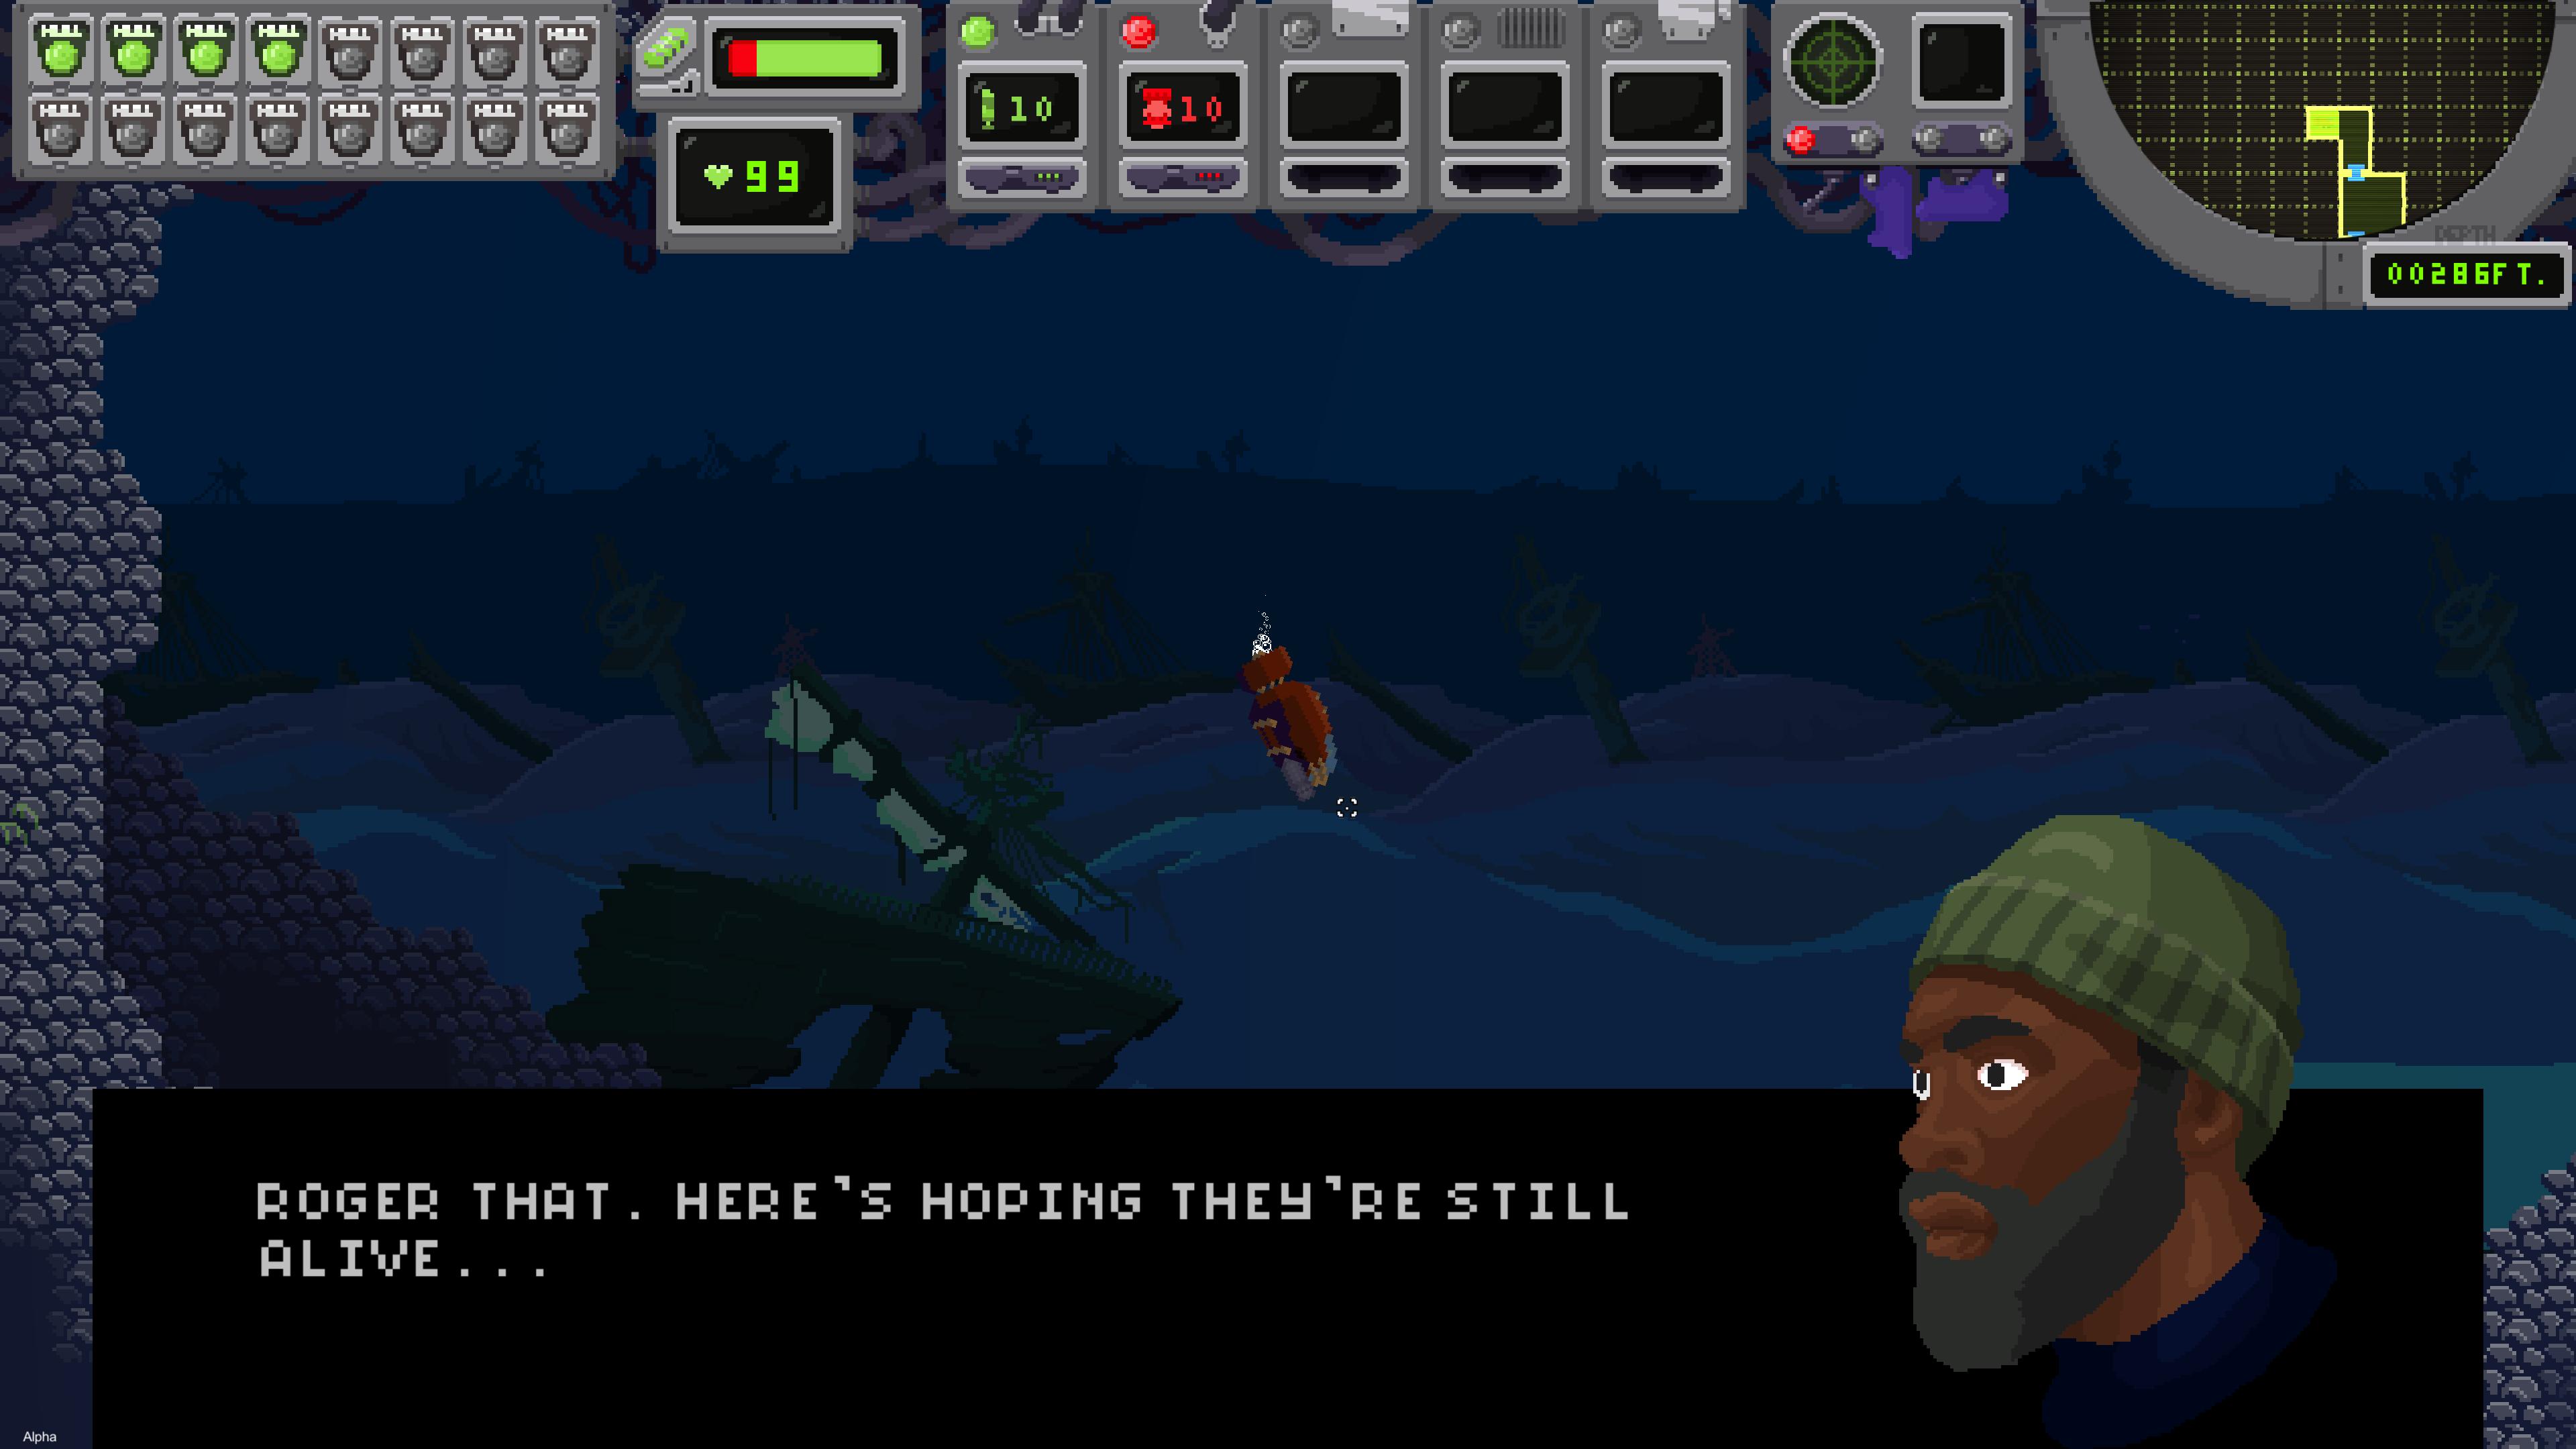 HULL HULL HULL HULL HULL HULL HULL HULL
HULL HULL HULL HULL HULL HULL HULL HULL
99
10
10
DEPTH
00286FT.
ROGER THAT. HERE'S HOPING THEY'RE STILL
ALIVE...
Alpha